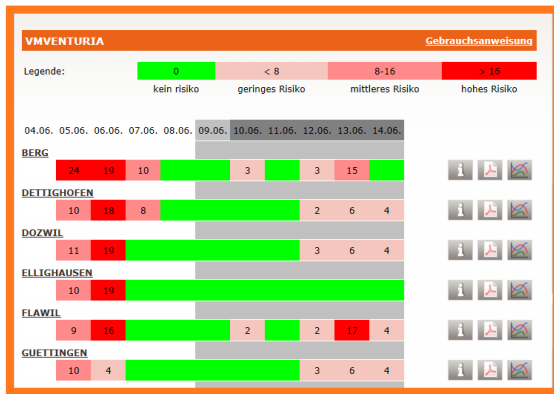 VMVENTURIA Gebrauchsanweisung
Legende: 0 < 8 8-16 > 16
kein risiko geringes Risiko mittleres Risiko hohes Risiko
04.06. 05.06. 06.06. 07.06. 08.06. 09.06. 10.06. 11.06. 12.06. 13.06. 14.06.
BERG
24 19 10 3 3 15
DETTIGHOFEN
10 18 8 2 6 4
DOZWIL
11 19 3 6 4
ELLIGHAUSEN
10 19
FLAWIL
9 16 2 2 17 4
GUETTINGEN
10 4 3 6 4